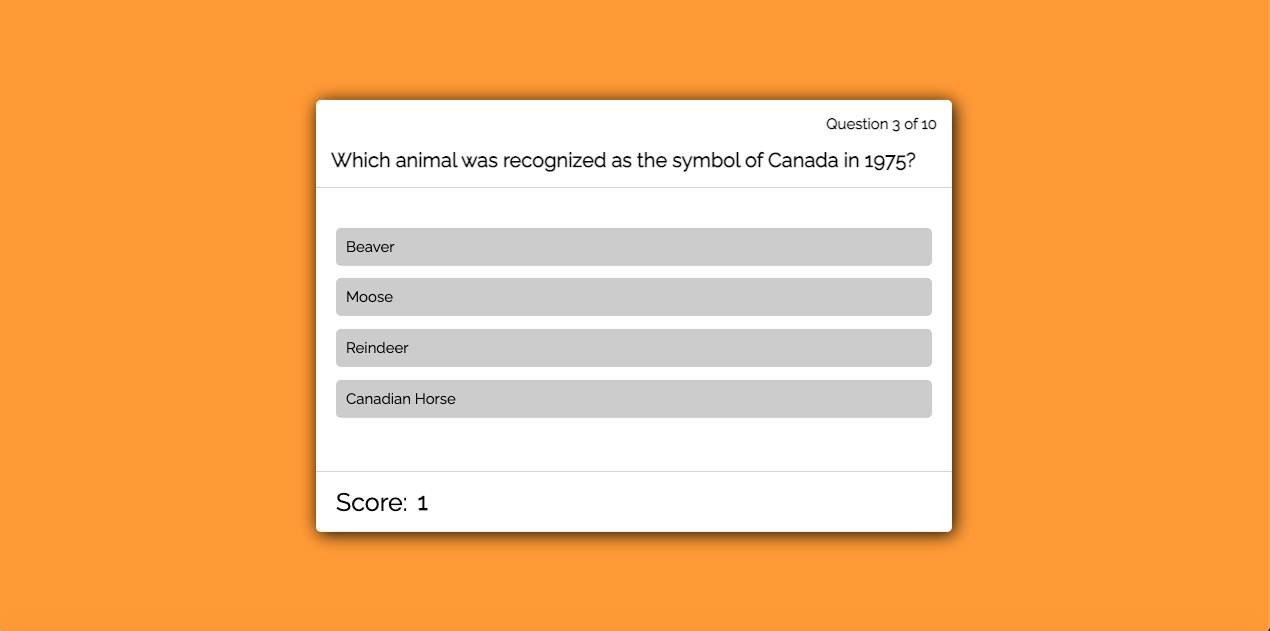 Question 3 of 10
Which animal was recognized as the symbol of Canada in 1975?
Beaver
Moose
Reindeer
Canadian Horse
Score: 1